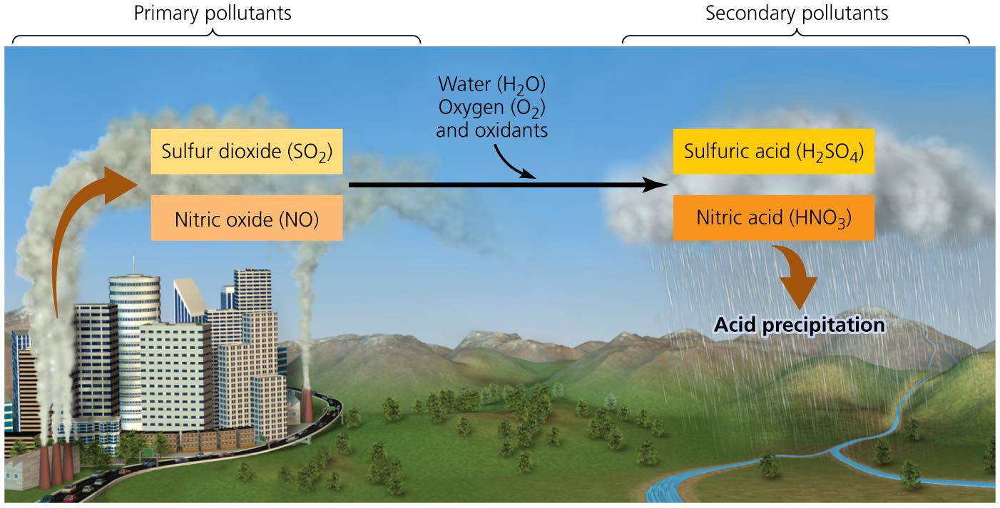 Primary pollutants
Secondary pollutants
Water (H₂O)
Oxygen (O₂)
and oxidants
Sulfur dioxide (SO₂)
Nitric oxide (NO)
Sulfuric acid (H₂SO₄)
Nitric acid (HNO₃)
Acid precipitation